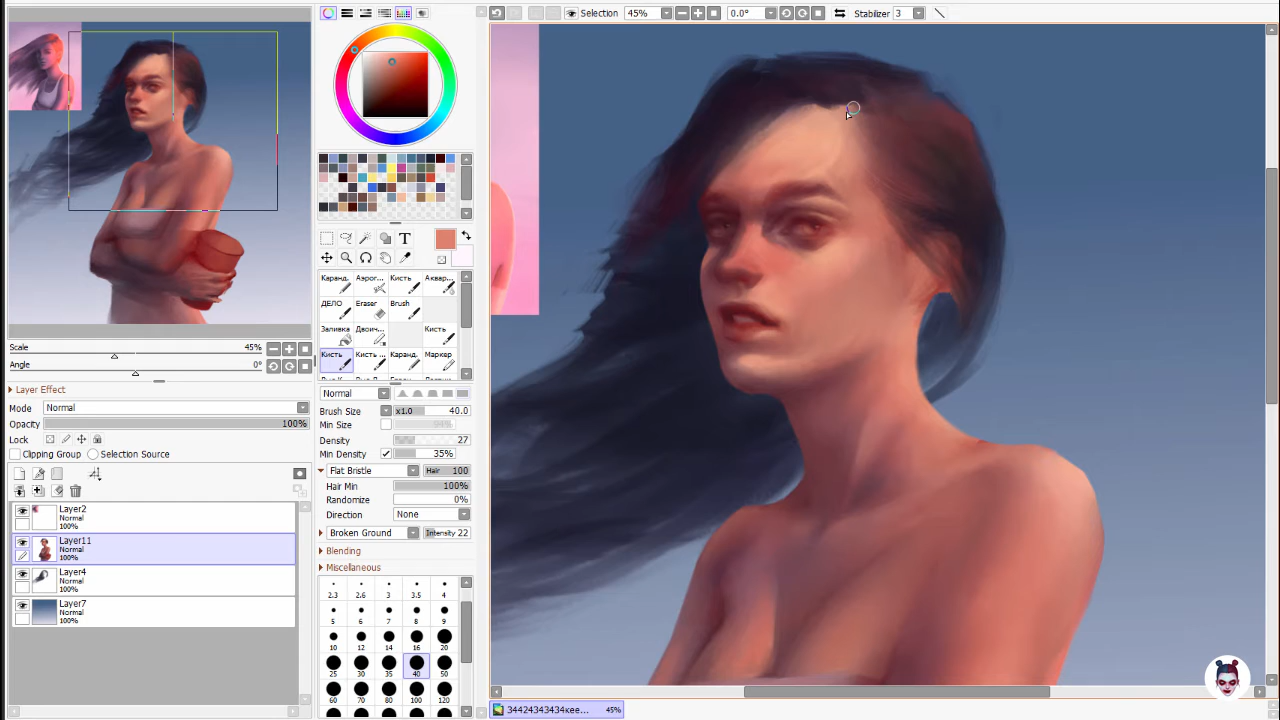 Selection 45% 0.0° Stabilizer 3
T
Каранд. Аэрог... Кисть Аквар...
ДЕЛО Eraser Brush
Заливка Двоич... Кисть
Кисть Кисть ... Каранд. Маркер
Scale 45%
Angle 0°
Layer Effect
Mode Normal
Opacity 100%
Lock
Clipping Group Selection Source
Layer2
Normal
100%
Layer11
Normal
100%
Layer4
Normal
100%
Layer7
Normal
100%
Normal
Brush Size x1.0 40.0
Min Size
Density 27
Min Density 35%
Flat Bristle Hair 100
Hair Min 100%
Randomize 0%
Direction None
Broken Ground Intensity 22
Blending
Miscellaneous
2.3 2.6 3 3.5 4
5 6 7 8 9
10 12 14 16 20
25 30 35 40 50
60 70 80 100 120
34424343434кее... 45%